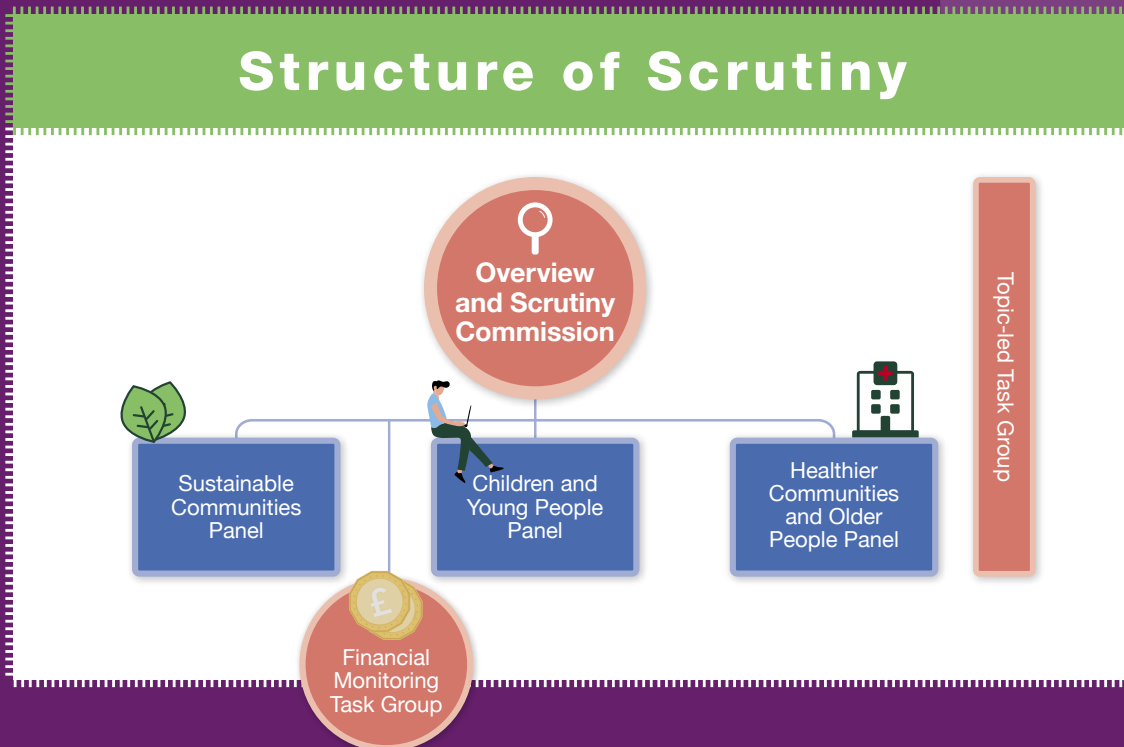 Structure of Scrutiny
Overview
and Scrutiny
Commission
Topic-led Task Group
Sustainable
Communities
Panel
Children and
Young People
Panel
Healthier
Communities
and Older
People Panel
£
Financial
Monitoring
Task Group